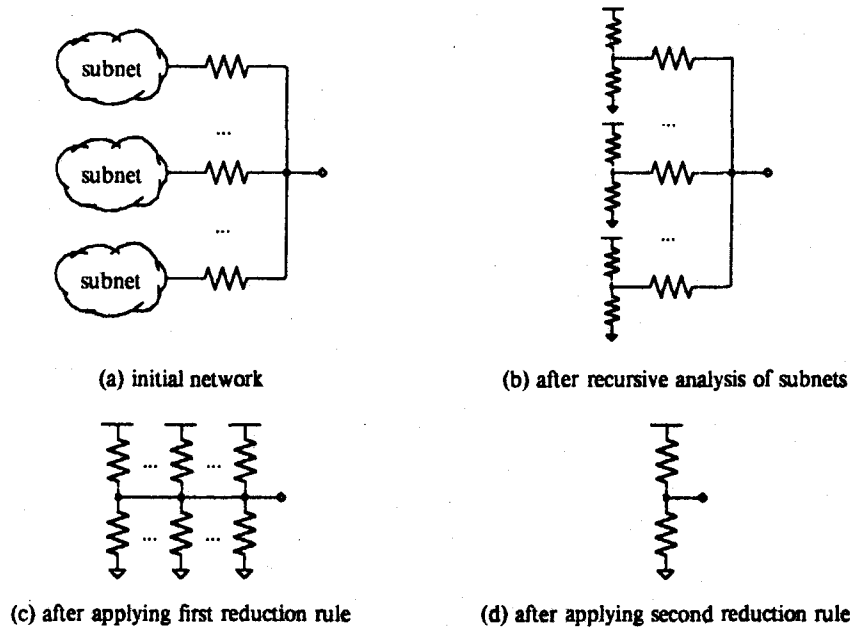 subnet
...
subnet
...
subnet
...
...
(a) initial network
(b) after recursive analysis of subnets
... ...
... ...
(c) after applying first reduction rule
(d) after applying second reduction rule